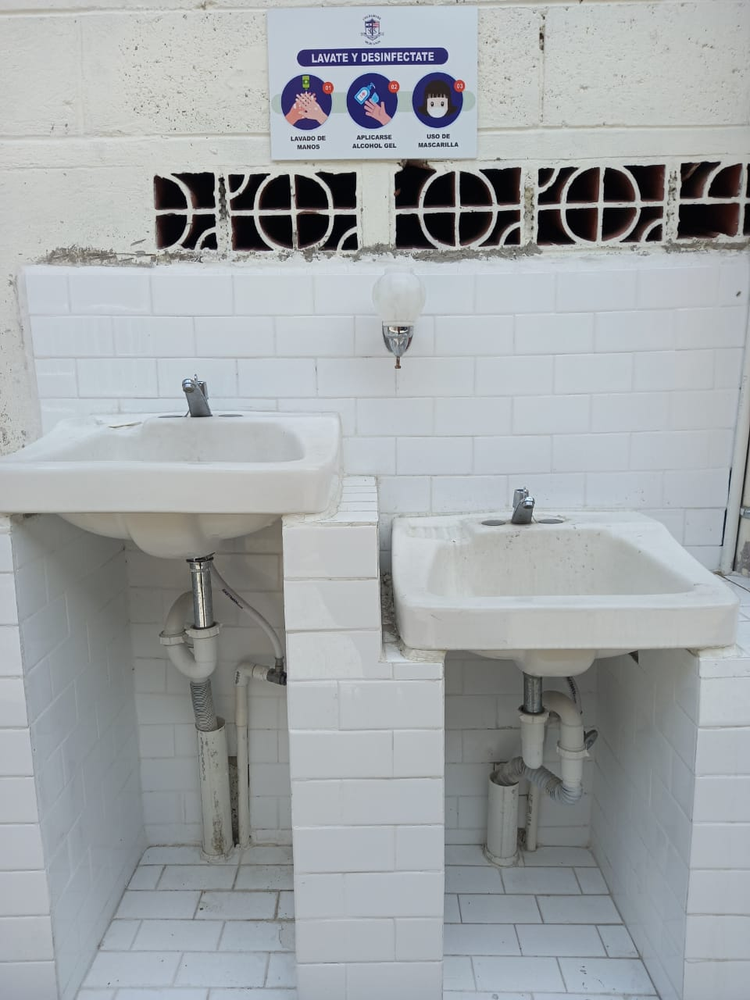 LAVATE Y DESINFECTATE
01
02
03
LAVADO DE
MANOS
APLICARSE
ALCOHOL GEL
USO DE
MASCARILLA